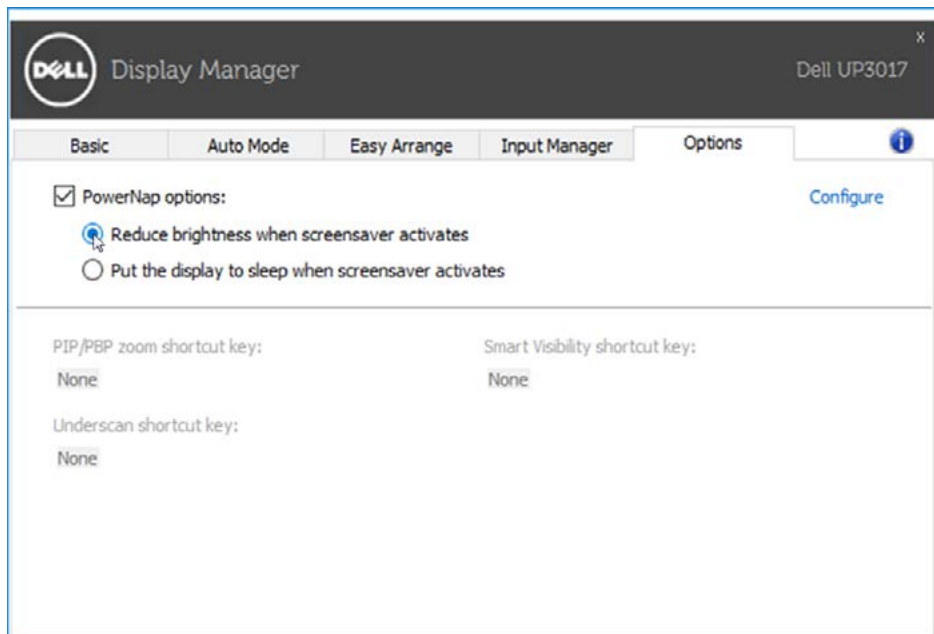 DELL Display Manager
x
Dell UP3017
Basic Auto Mode Easy Arrange Input Manager Options
PowerNap options:
Configure
Reduce brightness when screensaver activates
Put the display to sleep when screensaver activates
PIP/PBP zoom shortcut key:
Smart Visibility shortcut key:
None
None
Underscan shortcut key:
None